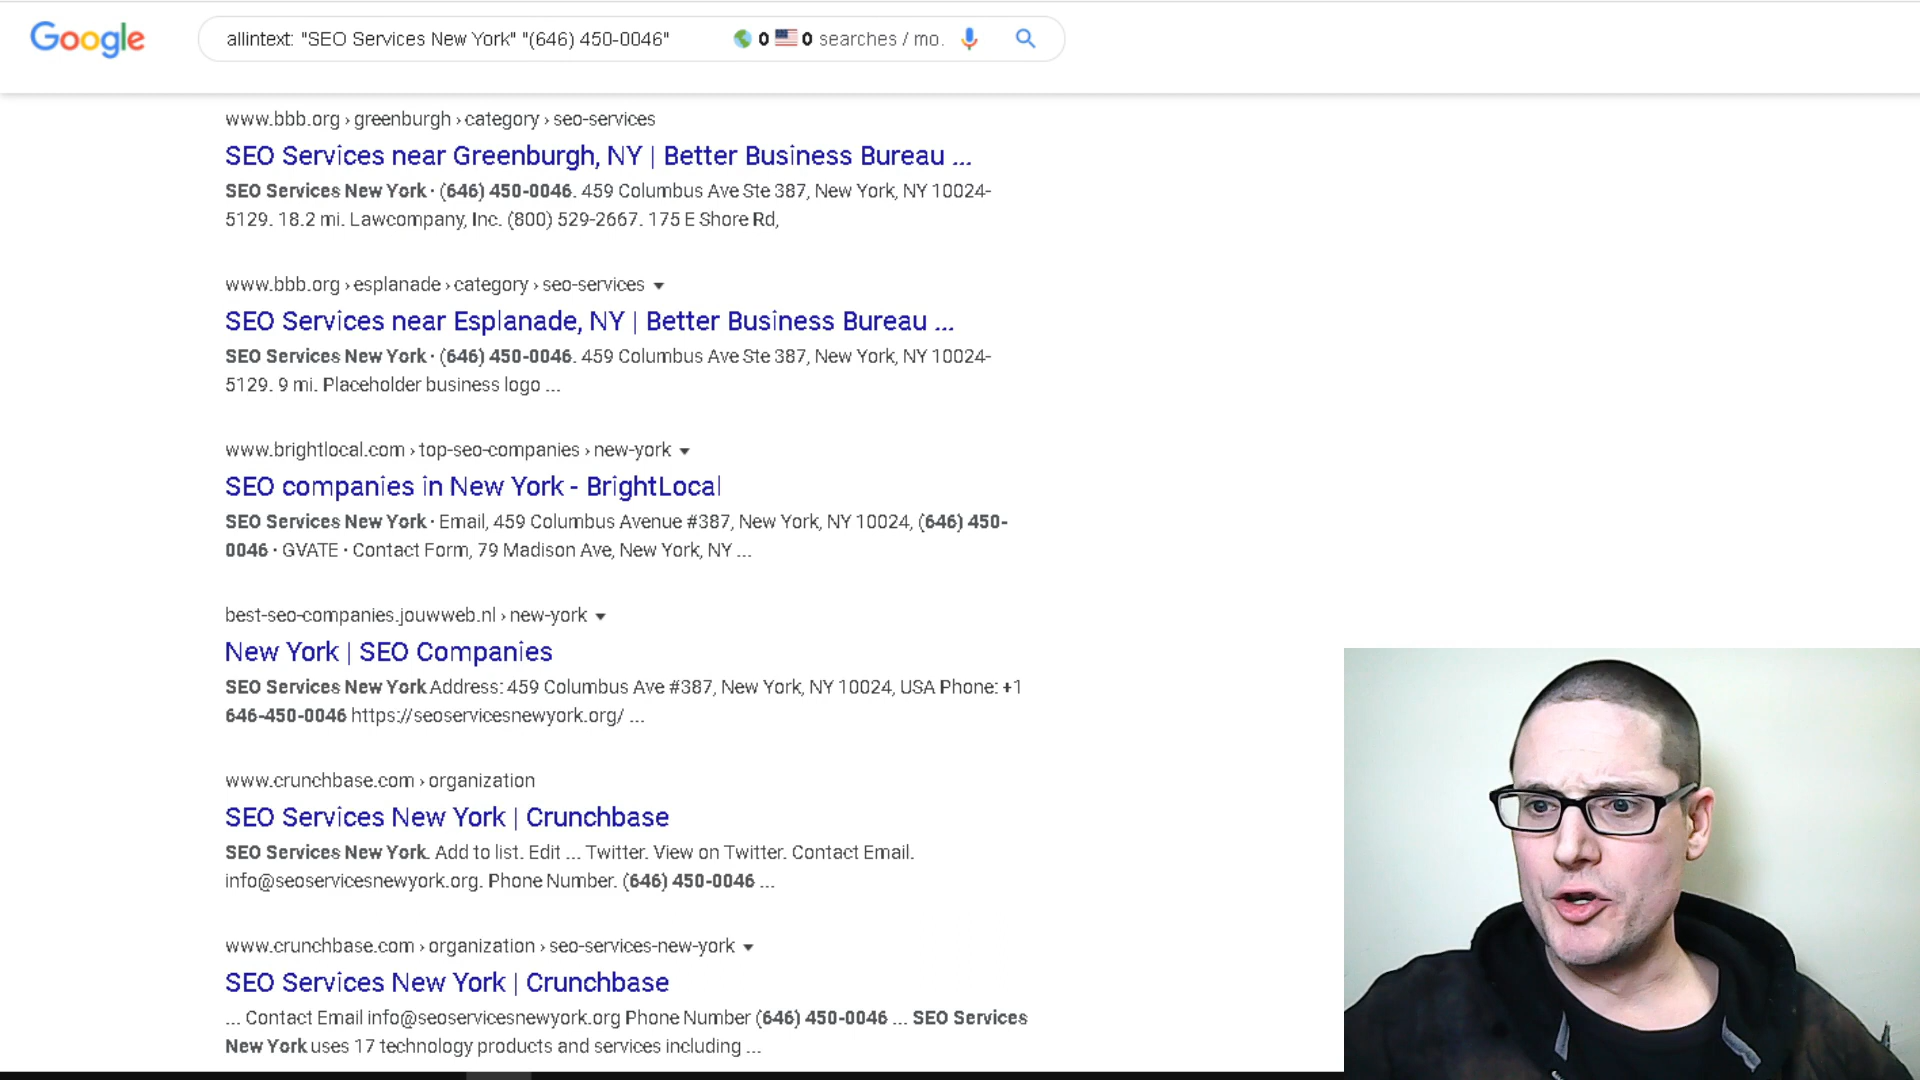 Google
allintext: "SEO Services New York" "(646) 450-0046"
0 0 searches / mo.
www.bbb.org › greenburgh › category › seo-services
SEO Services near Greenburgh, NY | Better Business Bureau ...
SEO Services New York · (646) 450-0046. 459 Columbus Ave Ste 387, New York, NY 10024-
5129. 18.2 mi. Lawcompany, Inc. (800) 529-2667. 175 E Shore Rd,
www.bbb.org › esplanade › category › seo-services
SEO Services near Esplanade, NY | Better Business Bureau ...
SEO Services New York · (646) 450-0046. 459 Columbus Ave Ste 387, New York, NY 10024-
5129. 9 mi. Placeholder business logo ...
www.brightlocal.com › top-seo-companies › new-york
SEO companies in New York - BrightLocal
SEO Services New York · Email, 459 Columbus Avenue #387, New York, NY 10024, (646) 450-
0046 · GVATE · Contact Form, 79 Madison Ave, New York, NY ...
best-seo-companies.jouwweb.nl › new-york
New York | SEO Companies
SEO Services New York Address: 459 Columbus Ave #387, New York, NY 10024, USA Phone: +1
646-450-0046 https://seoservicesnewyork.org/ ...
www.crunchbase.com › organization
SEO Services New York | Crunchbase
SEO Services New York. Add to list. Edit ... Twitter. View on Twitter. Contact Email.
info@seoservicesnewyork.org. Phone Number. (646) 450-0046 ...
www.crunchbase.com › organization › seo-services-new-york
SEO Services New York | Crunchbase
... Contact Email info@seoservicesnewyork.org Phone Number (646) 450-0046 ... SEO Services
New York uses 17 technology products and services including ...